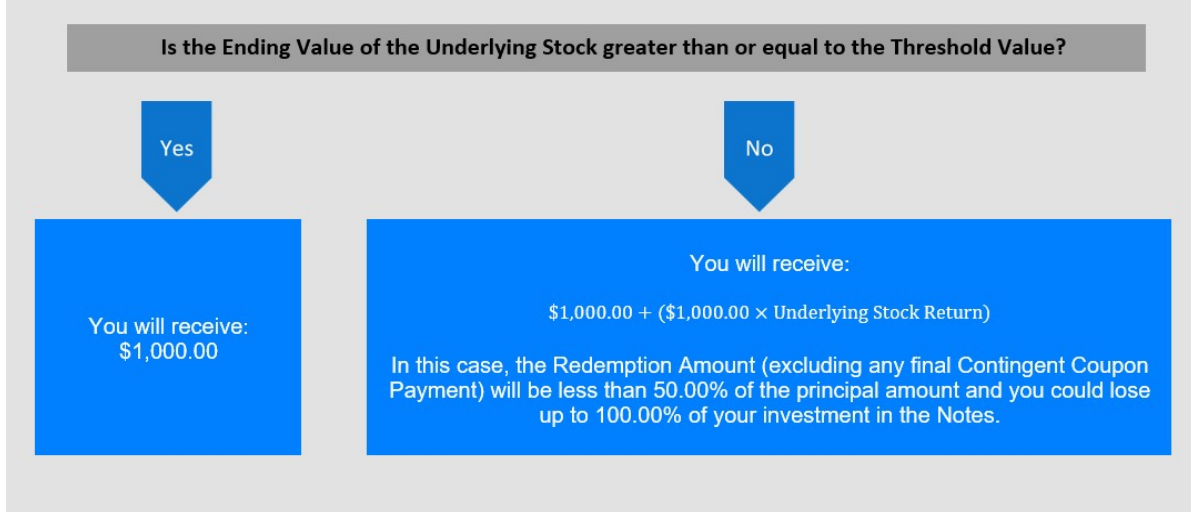 Is the Ending Value of the Underlying Stock greater than or equal to the Threshold Value?
Yes
No
You will receive:
$1,000.00
You will receive:
$1,000.00 + ($1,000.00 × Underlying Stock Return)
In this case, the Redemption Amount (excluding any final Contingent Coupon
Payment) will be less than 50.00% of the principal amount and you could lose
up to 100.00% of your investment in the Notes.